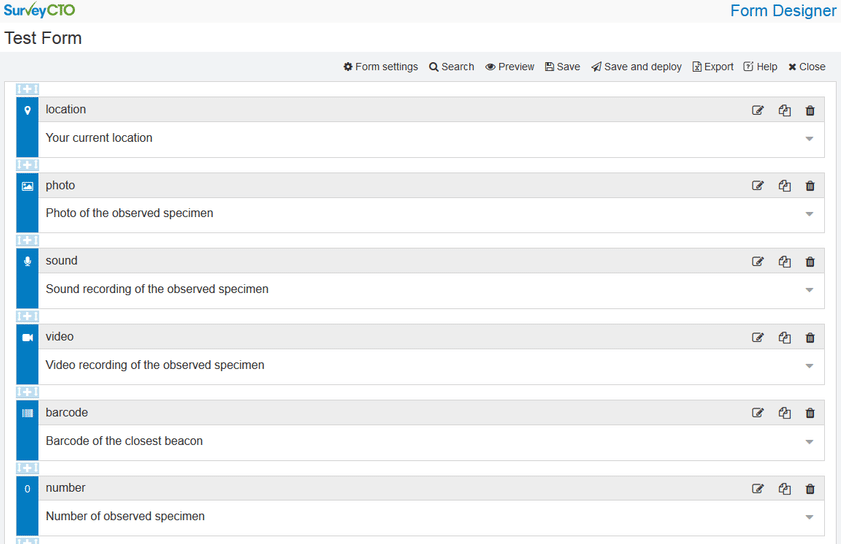 SurveyCTO
Form Designer
Test Form
Form settings Search Preview Save Save and deploy Export Help Close
location
Your current location
photo
Photo of the observed specimen
sound
Sound recording of the observed specimen
video
Video recording of the observed specimen
barcode
Barcode of the closest beacon
0 number
Number of observed specimen